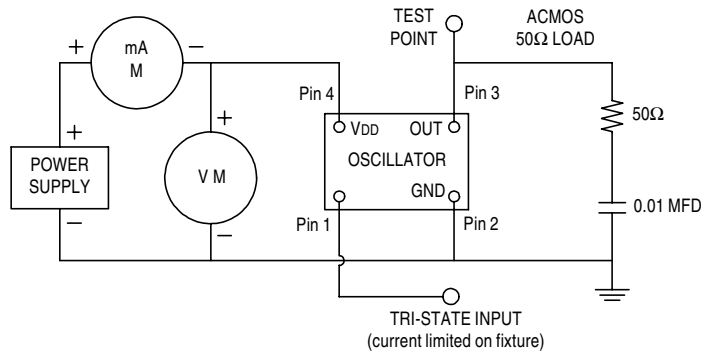 TEST
POINT
ACMOS
50Ω LOAD
+
mA
M
−
Pin 4
Pin 3
+
VDD
OUT
50Ω
+
POWER
SUPPLY
V M
OSCILLATOR
GND
0.01 MFD
−
−
Pin 1
Pin 2
TRI-STATE INPUT
(current limited on fixture)